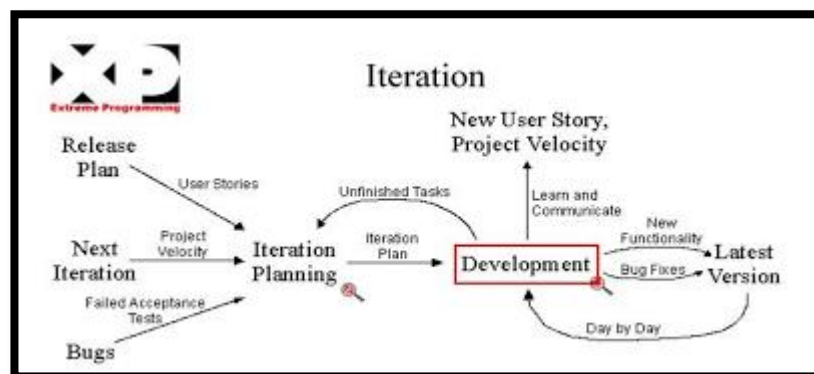 XP
Extreme Programming
Iteration
New User Story,
Project Velocity
Release
Plan
User Stories
Unfinished Tasks
Learn and
Communicate
Next
Iteration
Project
Velocity
Iteration
Planning
Iteration
Plan
Development
New
Functionality
Bug Fixes
Latest
Version
Failed Acceptance
Tests
Day by Day
Bugs